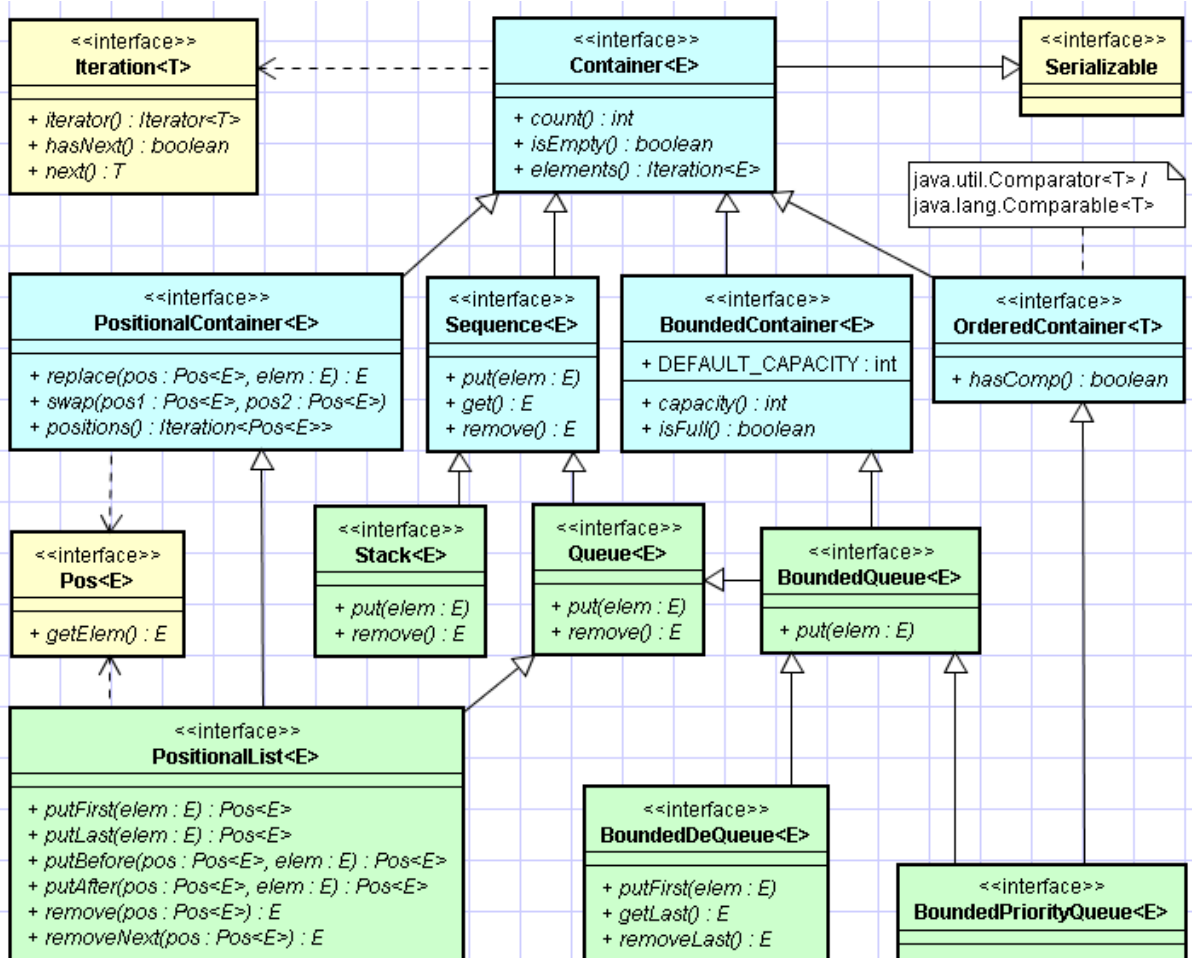 <<interface>>
Iteration<T>
+ iterator() : Iterator<T>
+ hasNext() : boolean
+ next() : T
<<interface>>
Container<E>
+ count() : int
+ isEmpty() : boolean
+ elements() : Iteration<E>
<<interface>>
Serializable
java.util.Comparator<T> /
java.lang.Comparable<T>
<<interface>>
PositionalContainer<E>
+ replace(pos : Pos<E>, elem : E) : E
+ swap(pos1 : Pos<E>, pos2 : Pos<E>)
+ positions() : Iteration<Pos<E>>
<<interface>>
Sequence<E>
+ put(elem : E)
+ get() : E
+ remove() : E
<<interface>>
BoundedContainer<E>
+ DEFAULT_CAPACITY : int
+ capacity() : int
+ isFull() : boolean
<<interface>>
OrderedContainer<T>
+ hasComp() : boolean
<<interface>>
Pos<E>
+ getElem() : E
<<interface>>
Stack<E>
+ put(elem : E)
+ remove() : E
<<interface>>
Queue<E>
+ put(elem : E)
+ remove() : E
<<interface>>
BoundedQueue<E>
+ put(elem : E)
<<interface>>
PositionalList<E>
+ putFirst(elem : E) : Pos<E>
+ putLast(elem : E) : Pos<E>
+ putBefore(pos : Pos<E>, elem : E) : Pos<E>
+ putAfter(pos : Pos<E>, elem : E) : Pos<E>
+ remove(pos : Pos<E>) : E
+ removeNext(pos : Pos<E>) : E
<<interface>>
BoundedDeQueue<E>
+ putFirst(elem : E)
+ getLast() : E
+ removeLast() : E
<<interface>>
BoundedPriorityQueue<E>